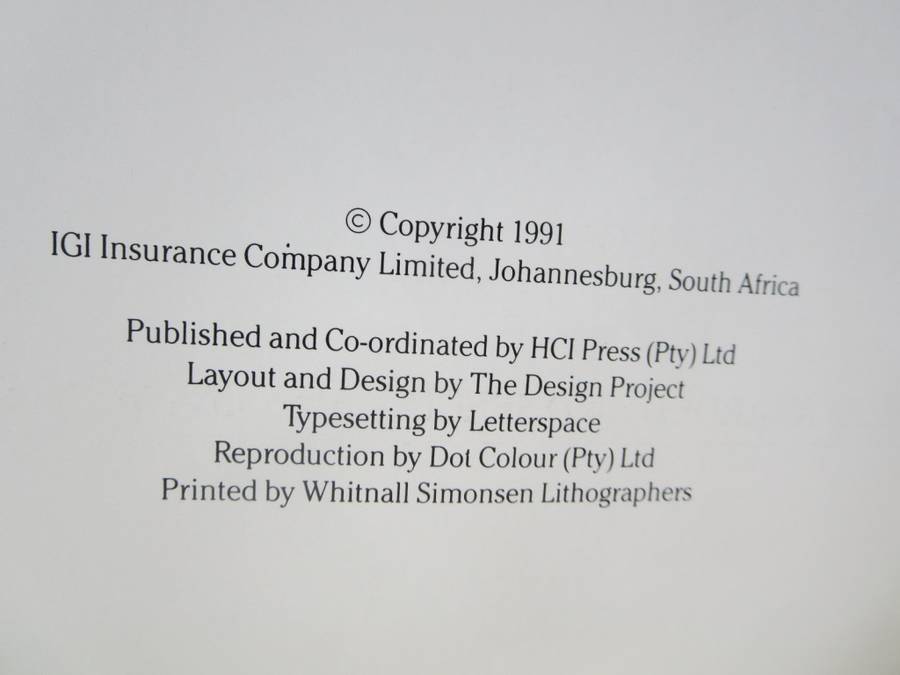 © Copyright 1991
IGI Insurance Company Limited, Johannesburg, South Africa
Published and Co-ordinated by HCI Press (Pty) Ltd
Layout and Design by The Design Project
Typesetting by Letterspace
Reproduction by Dot Colour (Pty) Ltd
Printed by Whitnall Simonsen Lithographers